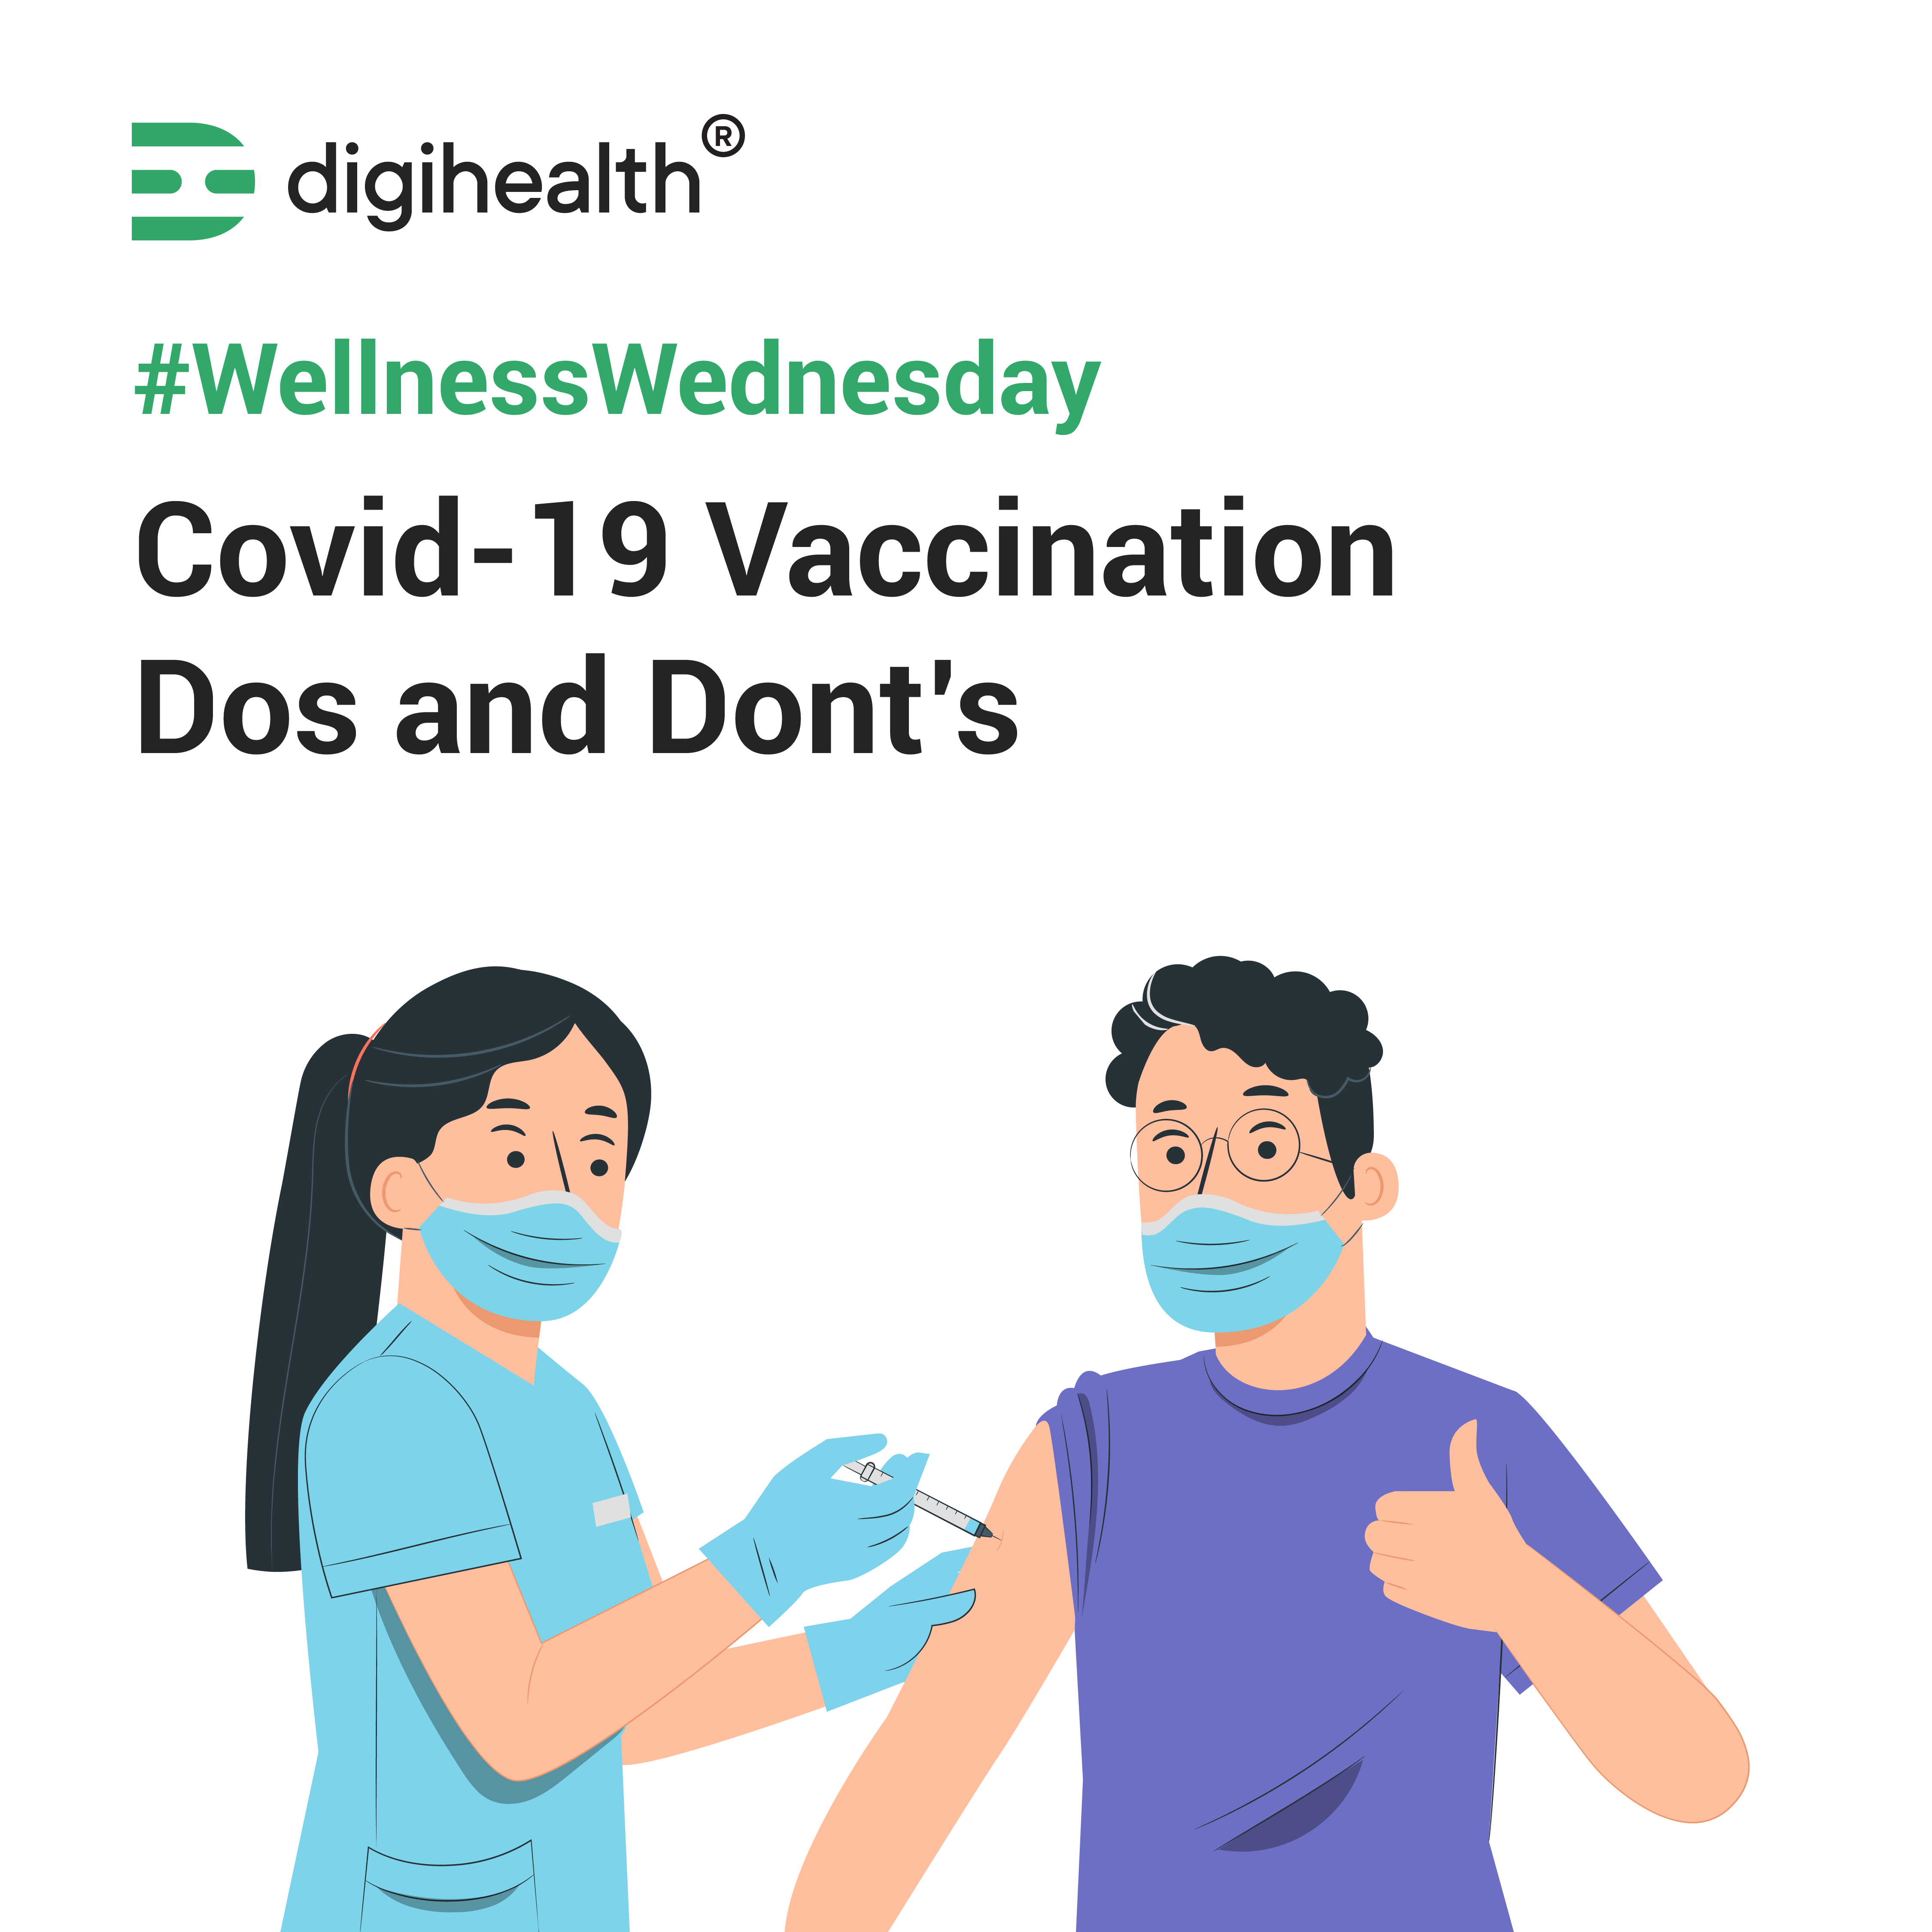 digihealth®
#WellnessWednesday
Covid-19 Vaccination
Dos and Dont's